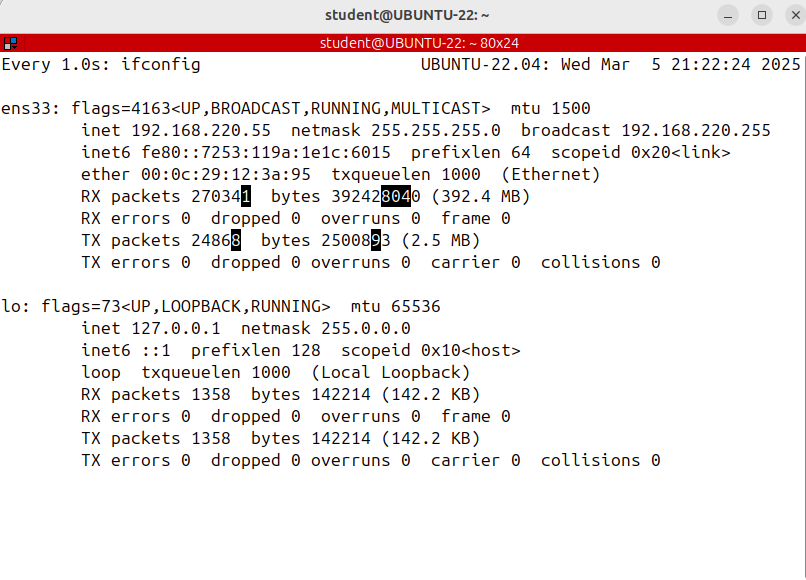 student@UBUNTU-22: ~
student@UBUNTU-22: ~ 80x24
Every 1.0s: ifconfig                      UBUNTU-22.04: Wed Mar  5 21:22:24 2025
ens33: flags=4163<UP,BROADCAST,RUNNING,MULTICAST>  mtu 1500
        inet 192.168.220.55  netmask 255.255.255.0  broadcast 192.168.220.255
        inet6 fe80::7253:119a:1e1c:6015  prefixlen 64  scopeid 0x20<link>
        ether 00:0c:29:12:3a:95  txqueuelen 1000  (Ethernet)
        RX packets 270341  bytes 392428040 (392.4 MB)
        RX errors 0  dropped 0  overruns 0  frame 0
        TX packets 24868  bytes 2500893 (2.5 MB)
        TX errors 0  dropped 0 overruns 0  carrier 0  collisions 0
lo: flags=73<UP,LOOPBACK,RUNNING>  mtu 65536
        inet 127.0.0.1  netmask 255.0.0.0
        inet6 ::1  prefixlen 128  scopeid 0x10<host>
        loop  txqueuelen 1000  (Local Loopback)
        RX packets 1358  bytes 142214 (142.2 KB)
        RX errors 0  dropped 0  overruns 0  frame 0
        TX packets 1358  bytes 142214 (142.2 KB)
        TX errors 0  dropped 0 overruns 0  carrier 0  collisions 0